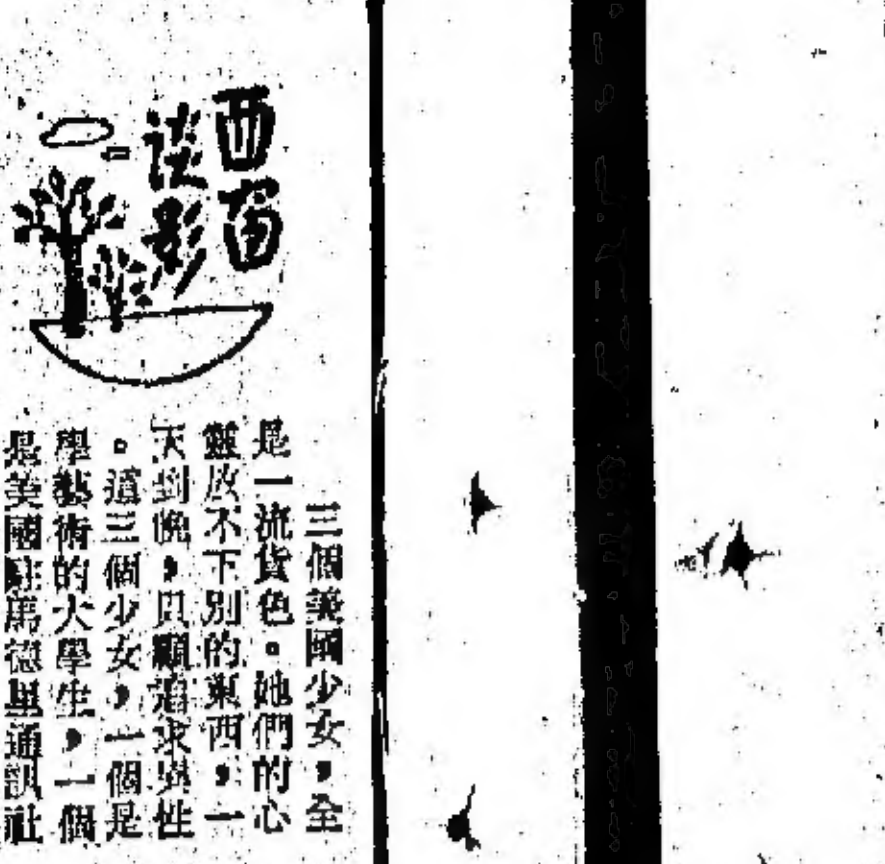 西窗
談影
三個美國少女,全
是一流貨色。她們的心
靈放不下別的東西,一
天到晚,只顧追求異性
。這三個少女,一個是
學藝術的大學生,一個
是美國駐馬德里通訊社